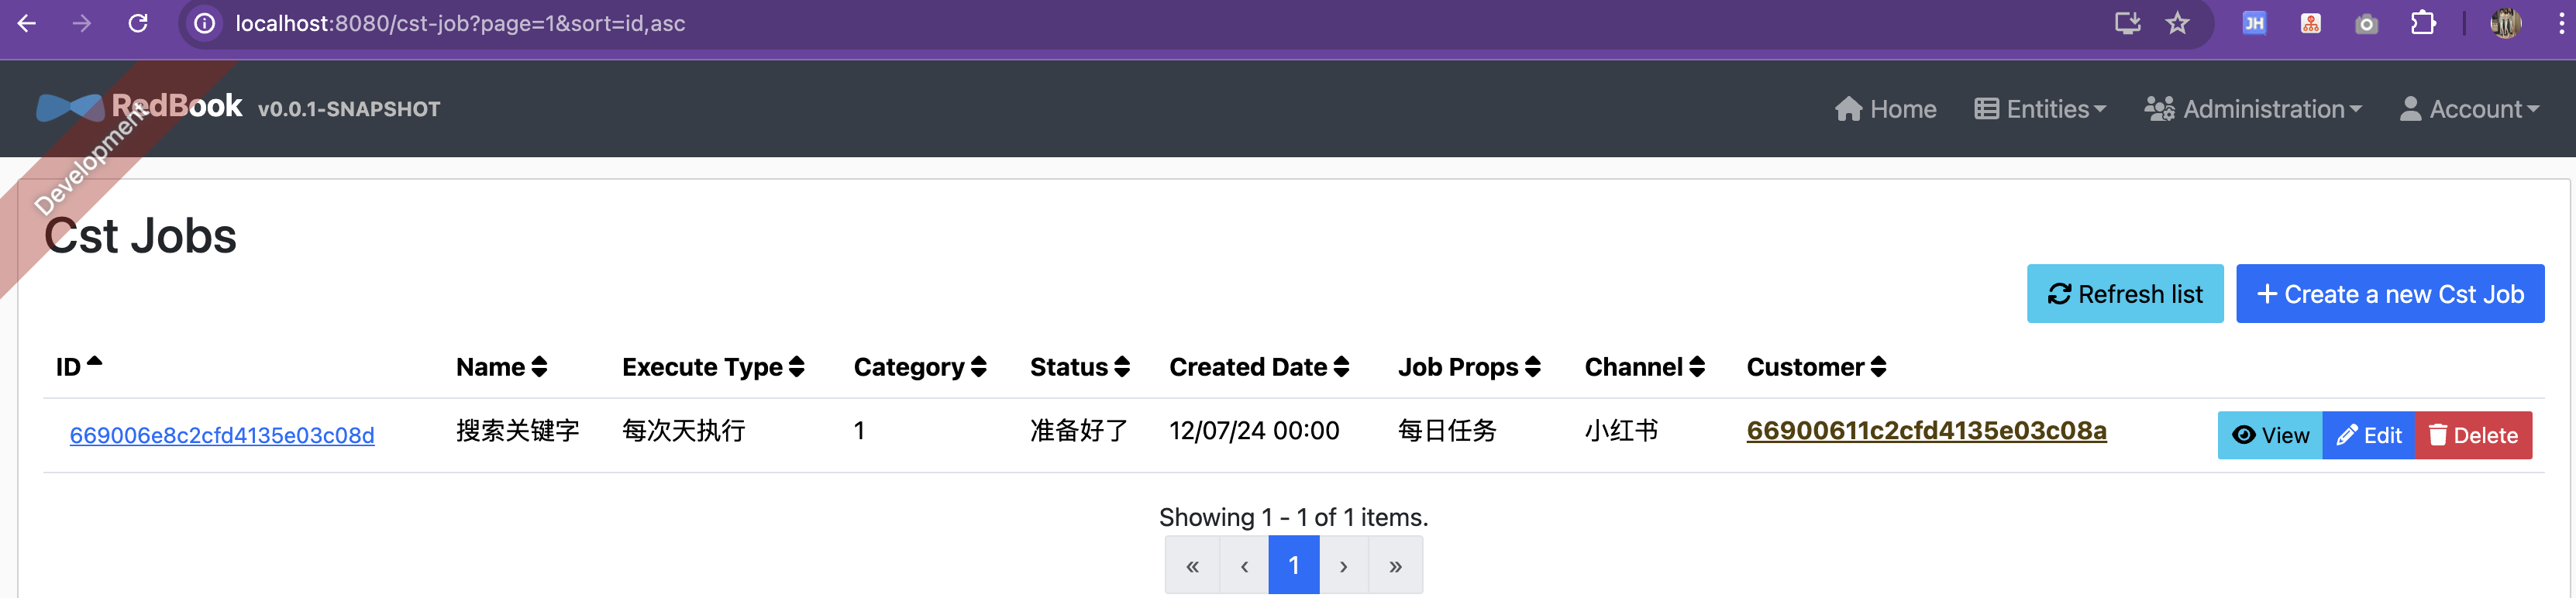 localhost:8080/cst-job?page=1&sort=id,asc
JH
RedBook v0.0.1-SNAPSHOT
Home Entities Administration Account
Development
Cst Jobs
Refresh list + Create a new Cst Job
ID Name Execute Type Category Status Created Date Job Props Channel Customer
669006e8c2cfd4135e03c08d 搜索关键字 每次天执行 1 准备好了 12/07/24 00:00 每日任务 小红书 66900611c2cfd4135e03c08a View Edit Delete
Showing 1 - 1 of 1 items.
« ‹ 1 › »